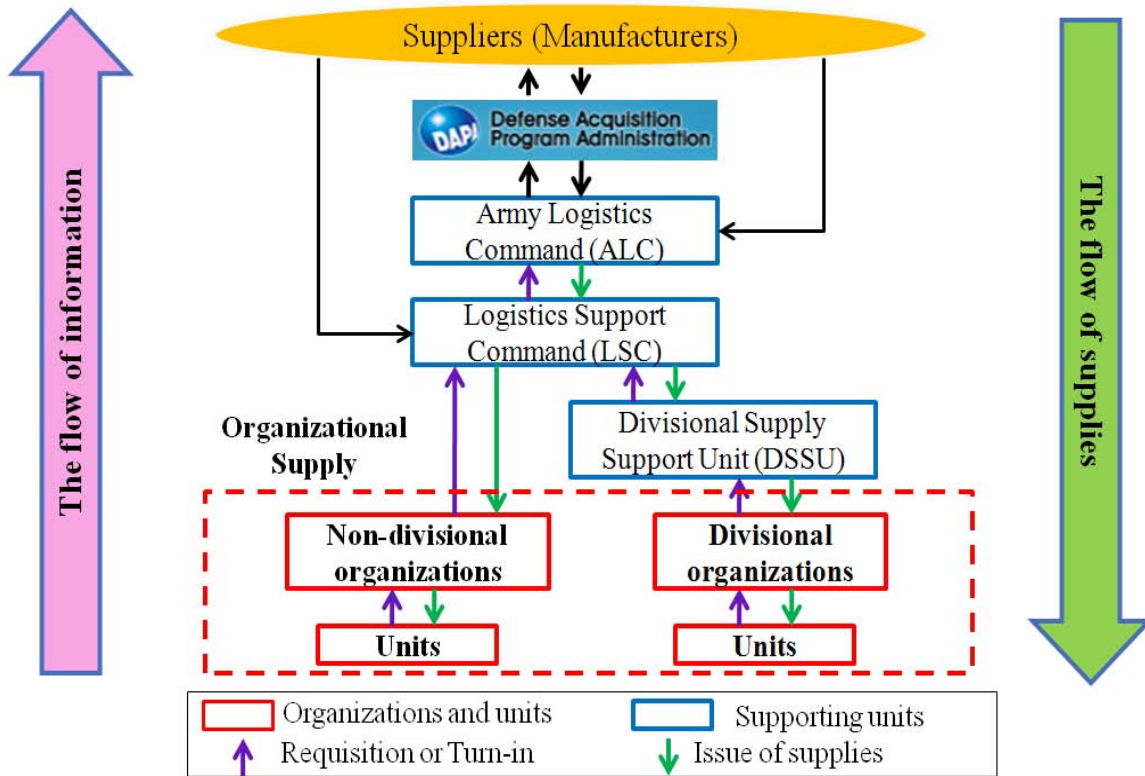 Suppliers (Manufacturers)
DAPA
Defense Acquisition
Program Administration
Army Logistics
Command (ALC)
Logistics Support
Command (LSC)
Organizational
Supply
Divisional Supply
Support Unit (DSSU)
Non-divisional
organizations
Divisional
organizations
Units
Units
The flow of information
The flow of supplies
Organizations and units
Supporting units
Requisition or Turn-in
Issue of supplies